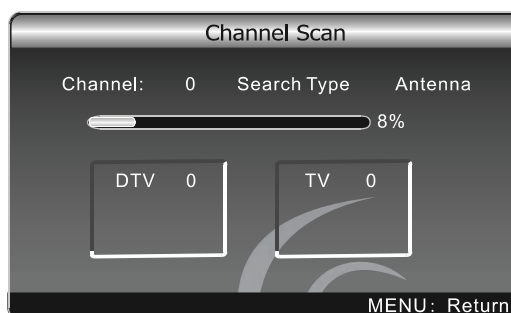 Channel Scan
Channel: 0 Search Type Antenna
8%
DTV 0 TV 0
MENU: Return